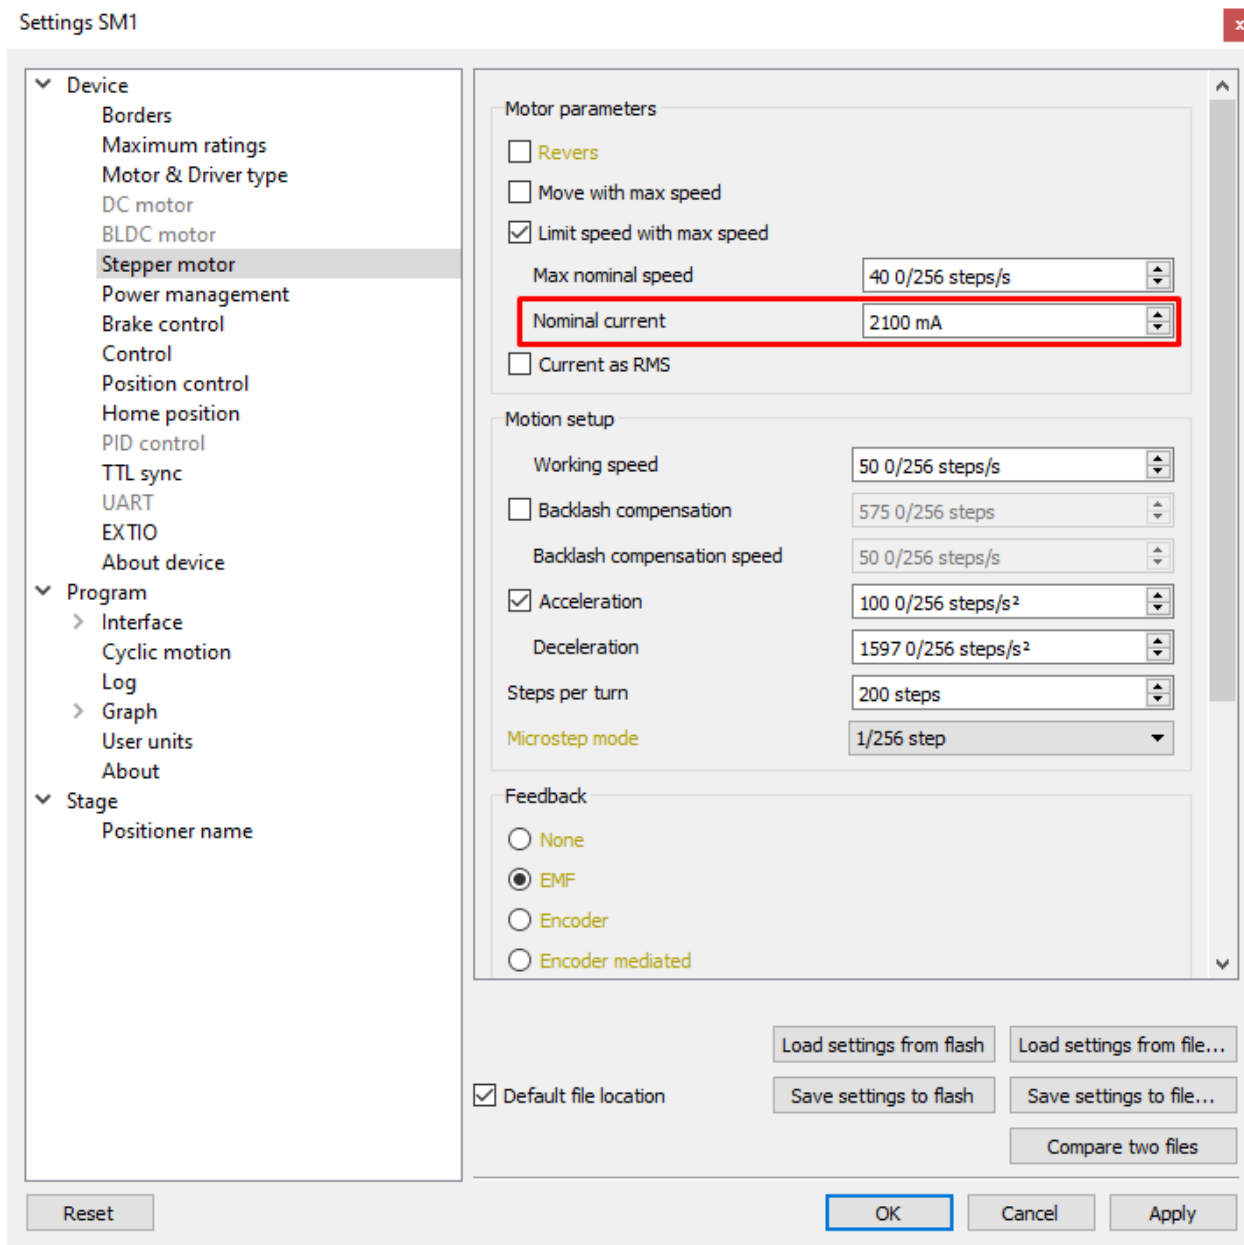 Settings SM1
x
Device
Borders
Maximum ratings
Motor & Driver type
DC motor
BLDC motor
Stepper motor
Power management
Brake control
Control
Position control
Home position
PID control
TTL sync
UART
EXTIO
About device
Program
Interface
Cyclic motion
Log
Graph
User units
About
Stage
Positioner name
Motor parameters
Revers
Move with max speed
Limit speed with max speed
Max nominal speed 40 0/256 steps/s
Nominal current 2100 mA
Current as RMS
Motion setup
Working speed 50 0/256 steps/s
Backlash compensation 575 0/256 steps
Backlash compensation speed 50 0/256 steps/s
Acceleration 100 0/256 steps/s²
Deceleration 1597 0/256 steps/s²
Steps per turn 200 steps
Microstep mode 1/256 step
Feedback
None
EMF
Encoder
Encoder mediated
Load settings from flash Load settings from file...
Default file location Save settings to flash Save settings to file...
Compare two files
Reset OK Cancel Apply